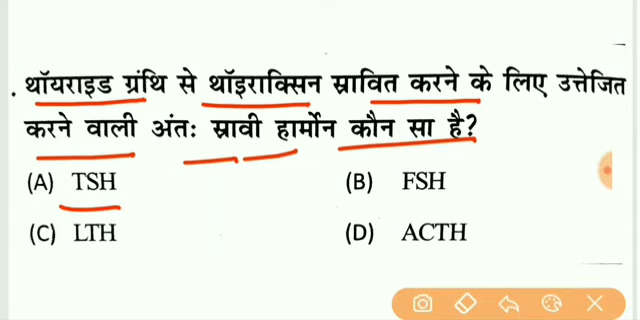 . थॉयराइड ग्रंथि से थॉइराक्सिन स्रावित करने के लिए उत्तेजित
करने वाली अंतः स्रावी हार्मोन कौन सा है?
(A) TSH (B) FSH
(C) LTH (D) ACTH